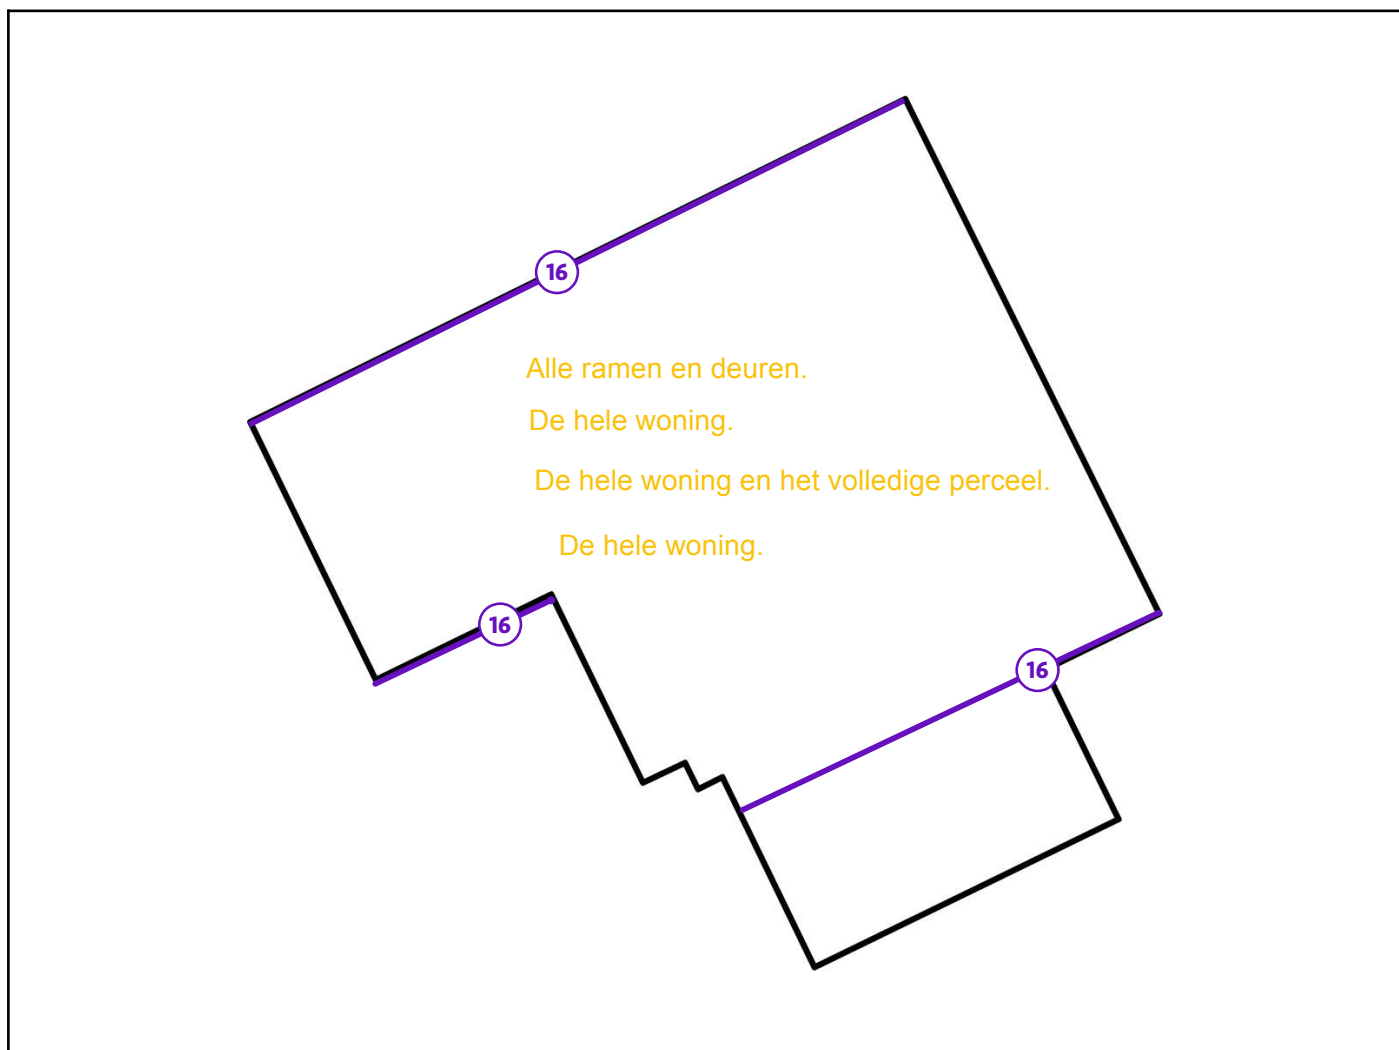 16
Alle ramen en deuren.
De hele woning.
De hele woning en het volledige perceel.
De hele woning.
16
16